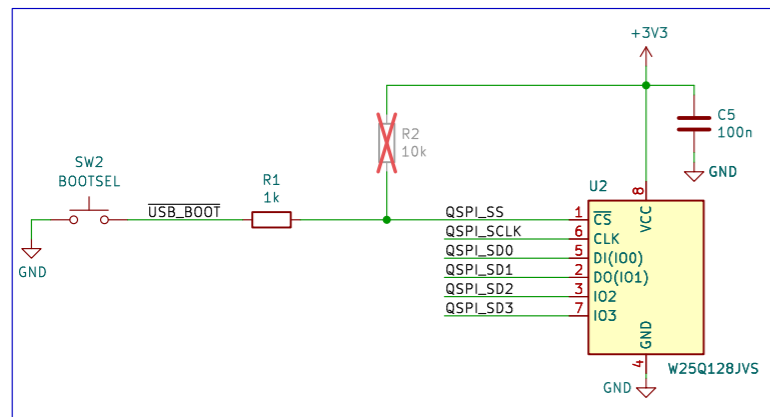 +3V3
C5
100n
GND
R2
10k
SW2
BOOTSEL
USB_BOOT
R1
1k
GND
U2
8
VCC
QSPI_SS
1
CS
QSPI_SCLK
6
CLK
QSPI_SD0
5
DI(IO0)
QSPI_SD1
2
DO(IO1)
QSPI_SD2
3
IO2
QSPI_SD3
7
IO3
GND
4
W25Q128JVS
GND